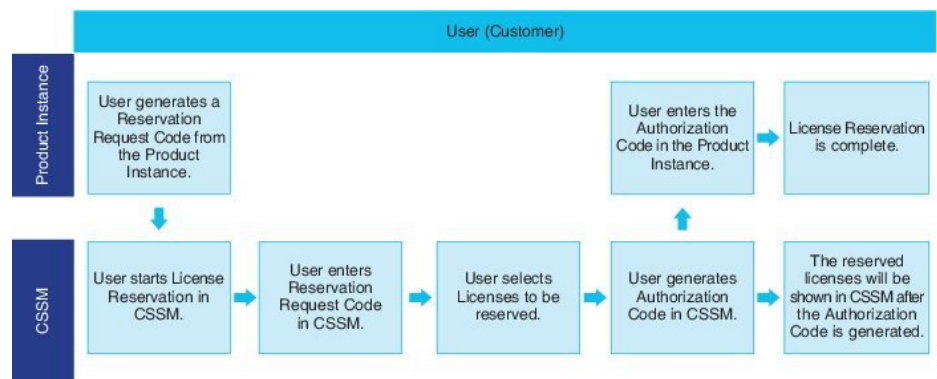 User (Customer)
Product Instance
User generates a
Reservation
Request Code from
the Product
Instance.
User enters the
Authorization
Code in the Product
Instance.
License Reservation
is complete.
CSSM
User starts License
Reservation in
CSSM.
User enters
Reservation
Request Code
in CSSM.
User selects
Licenses to be
reserved.
User generates
Authorization
Code in CSSM.
The reserved
licenses will be
shown in CSSM after
the Authorization
Code is generated.